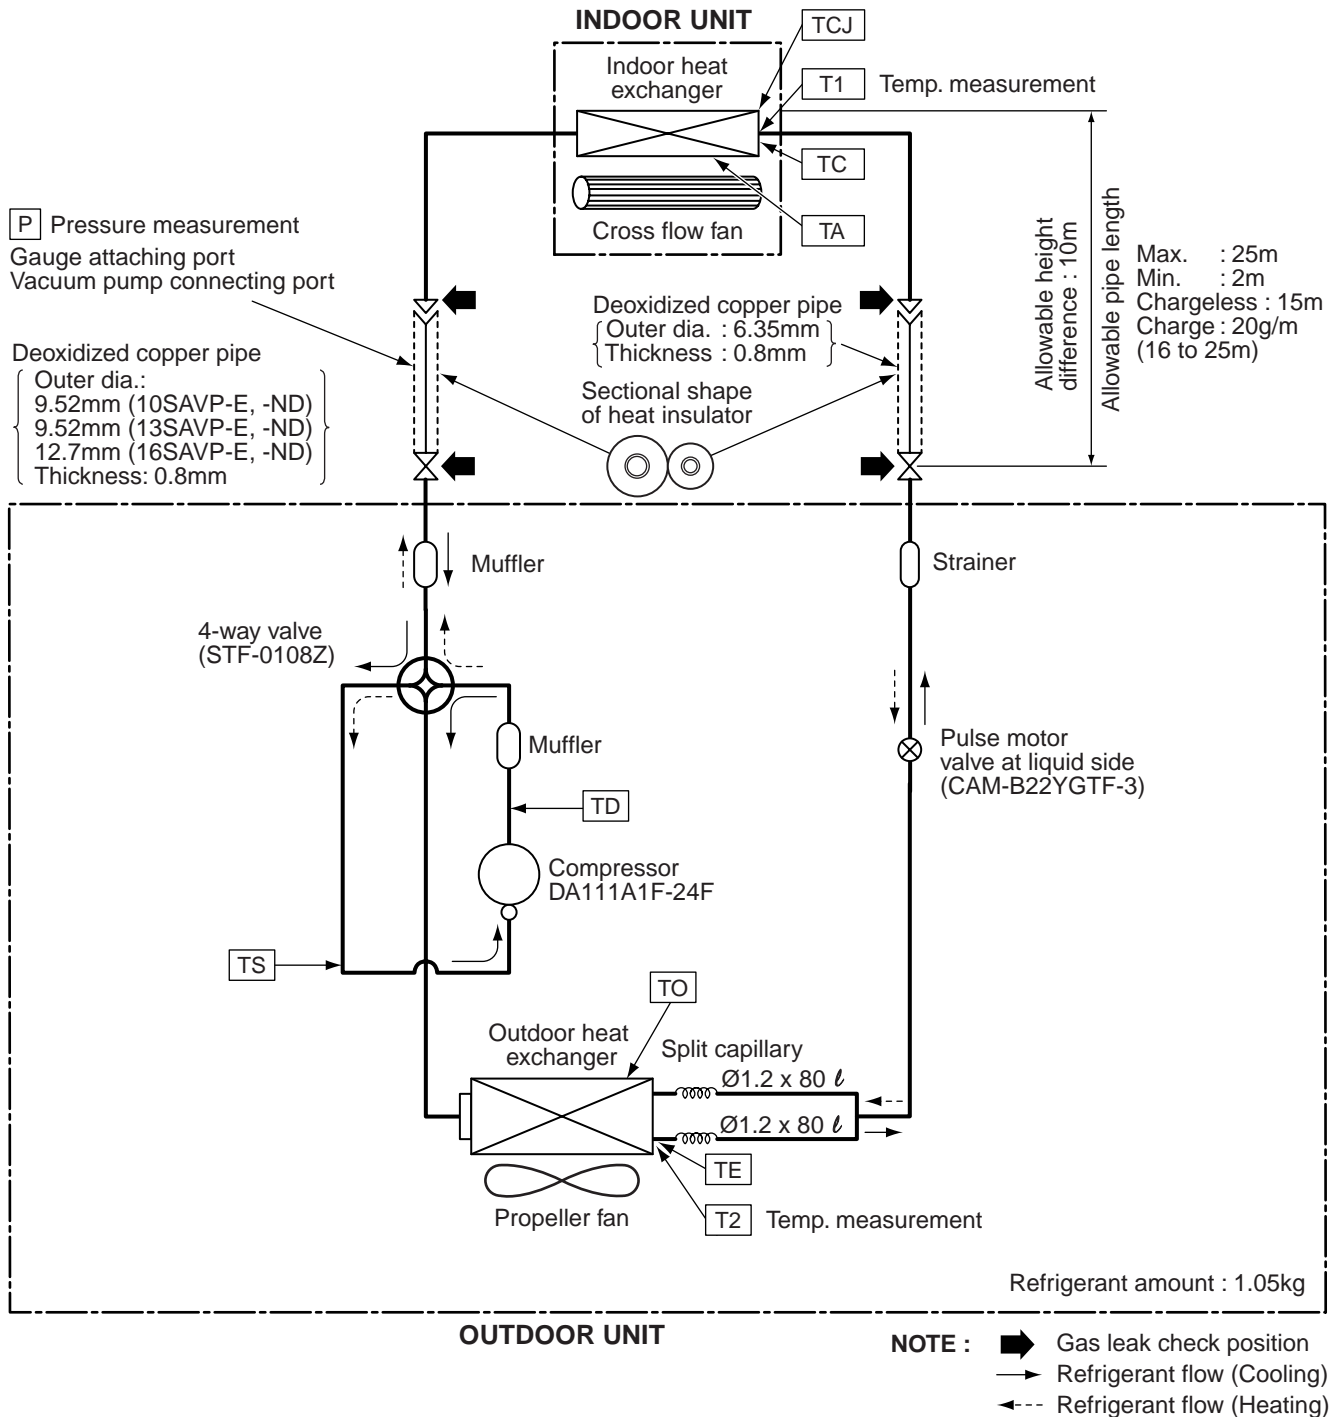 INDOOR UNIT
TCJ
Indoor heat
exchanger
T1 Temp. measurement
TC
TA
Cross flow fan
P Pressure measurement
Gauge attaching port
Vacuum pump connecting port
Deoxidized copper pipe
Outer dia.:
9.52mm (10SAVP-E, -ND)
9.52mm (13SAVP-E, -ND)
12.7mm (16SAVP-E, -ND)
Thickness: 0.8mm
Deoxidized copper pipe
Outer dia. : 6.35mm
Thickness : 0.8mm
Sectional shape
of heat insulator
Allowable height
difference : 10m
Allowable pipe length
Max. : 25m
Min. : 2m
Chargeless : 15m
Charge : 20g/m
(16 to 25m)
Muffler
Strainer
4-way valve
(STF-0108Z)
Muffler
Pulse motor
valve at liquid side
(CAM-B22YGTF-3)
TD
Compressor
DA111A1F-24F
TS
TO
Outdoor heat
exchanger
Split capillary
Ø1.2 x 80 ℓ
Ø1.2 x 80 ℓ
TE
Propeller fan
T2 Temp. measurement
Refrigerant amount : 1.05kg
OUTDOOR UNIT
NOTE : Gas leak check position
Refrigerant flow (Cooling)
Refrigerant flow (Heating)